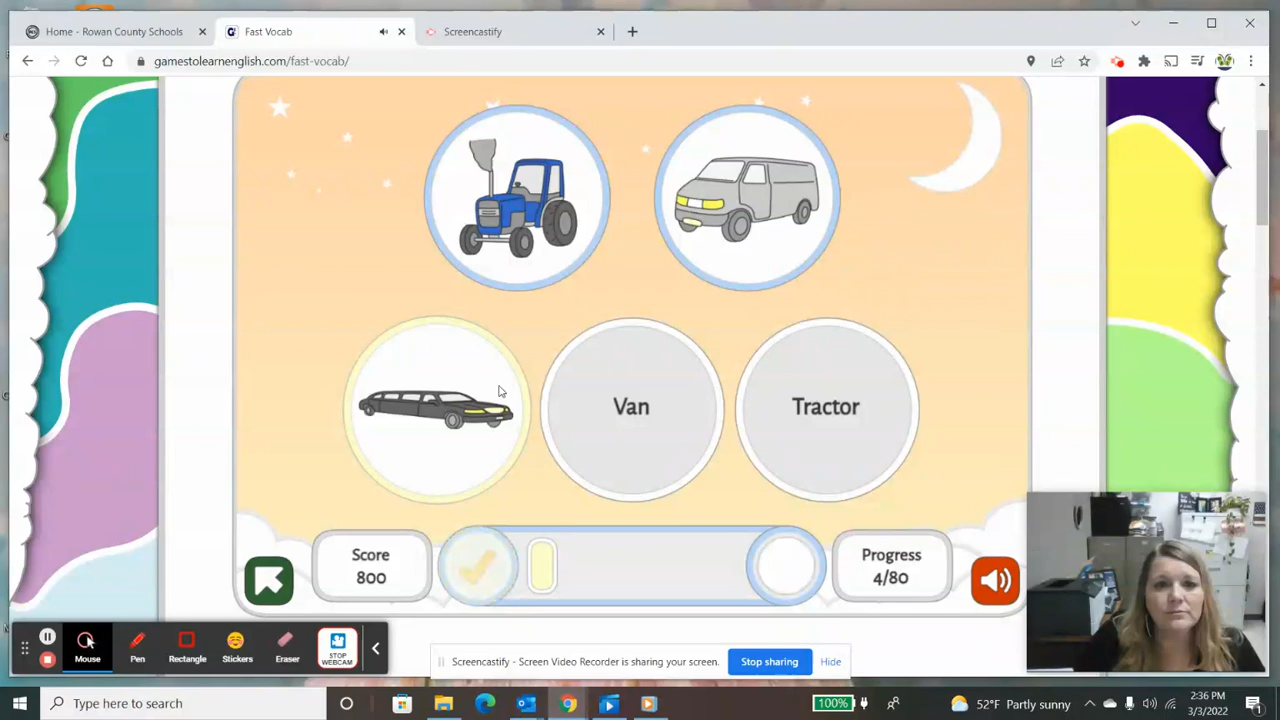 Home - Rowan County Schools
Fast Vocab
Screencastify
gamestolearnenglish.com/fast-vocab/
Van
Tractor
Score
800
Progress
4/80
Mouse
Pen
Rectangle
Stickers
Eraser
STOP
WEBCAM
Screencastify - Screen Video Recorder is sharing your screen.
Stop sharing
Hide
Type here to search
100%
52°F Partly sunny
2:36 PM
3/3/2022
1